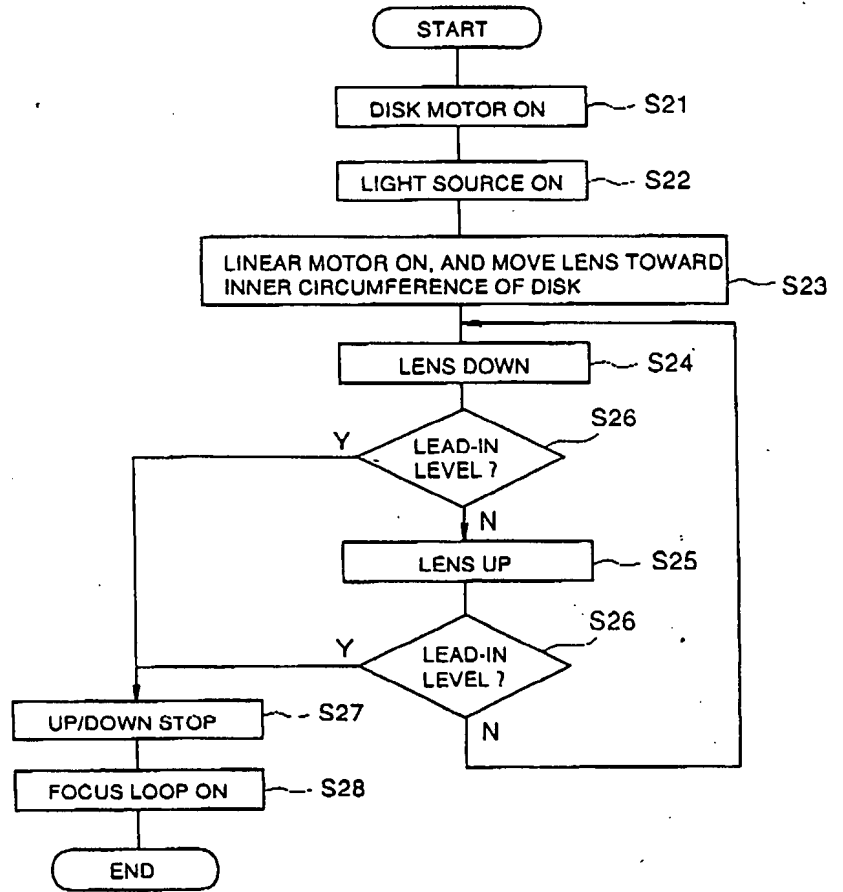 START
DISK MOTOR ON
S21
LIGHT SOURCE ON
S22
LINEAR MOTOR ON, AND MOVE LENS TOWARD
INNER CIRCUMFERENCE OF DISK
S23
LENS DOWN
S24
S26
Y
LEAD-IN
LEVEL ?
N
LENS UP
S25
S26
Y
LEAD-IN
LEVEL ?
N
UP/DOWN STOP
S27
FOCUS LOOP ON
S28
END